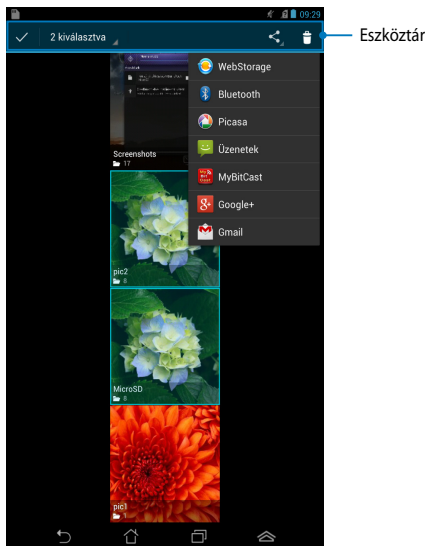 09:29
Eszköztár
2 kiválasztva
WebStorage
Bluetooth
Picasa
Üzenetek
MyBitCast
Google+
Gmail
Screenshots
17
pic2
8
MicroSD
8
pic1
1